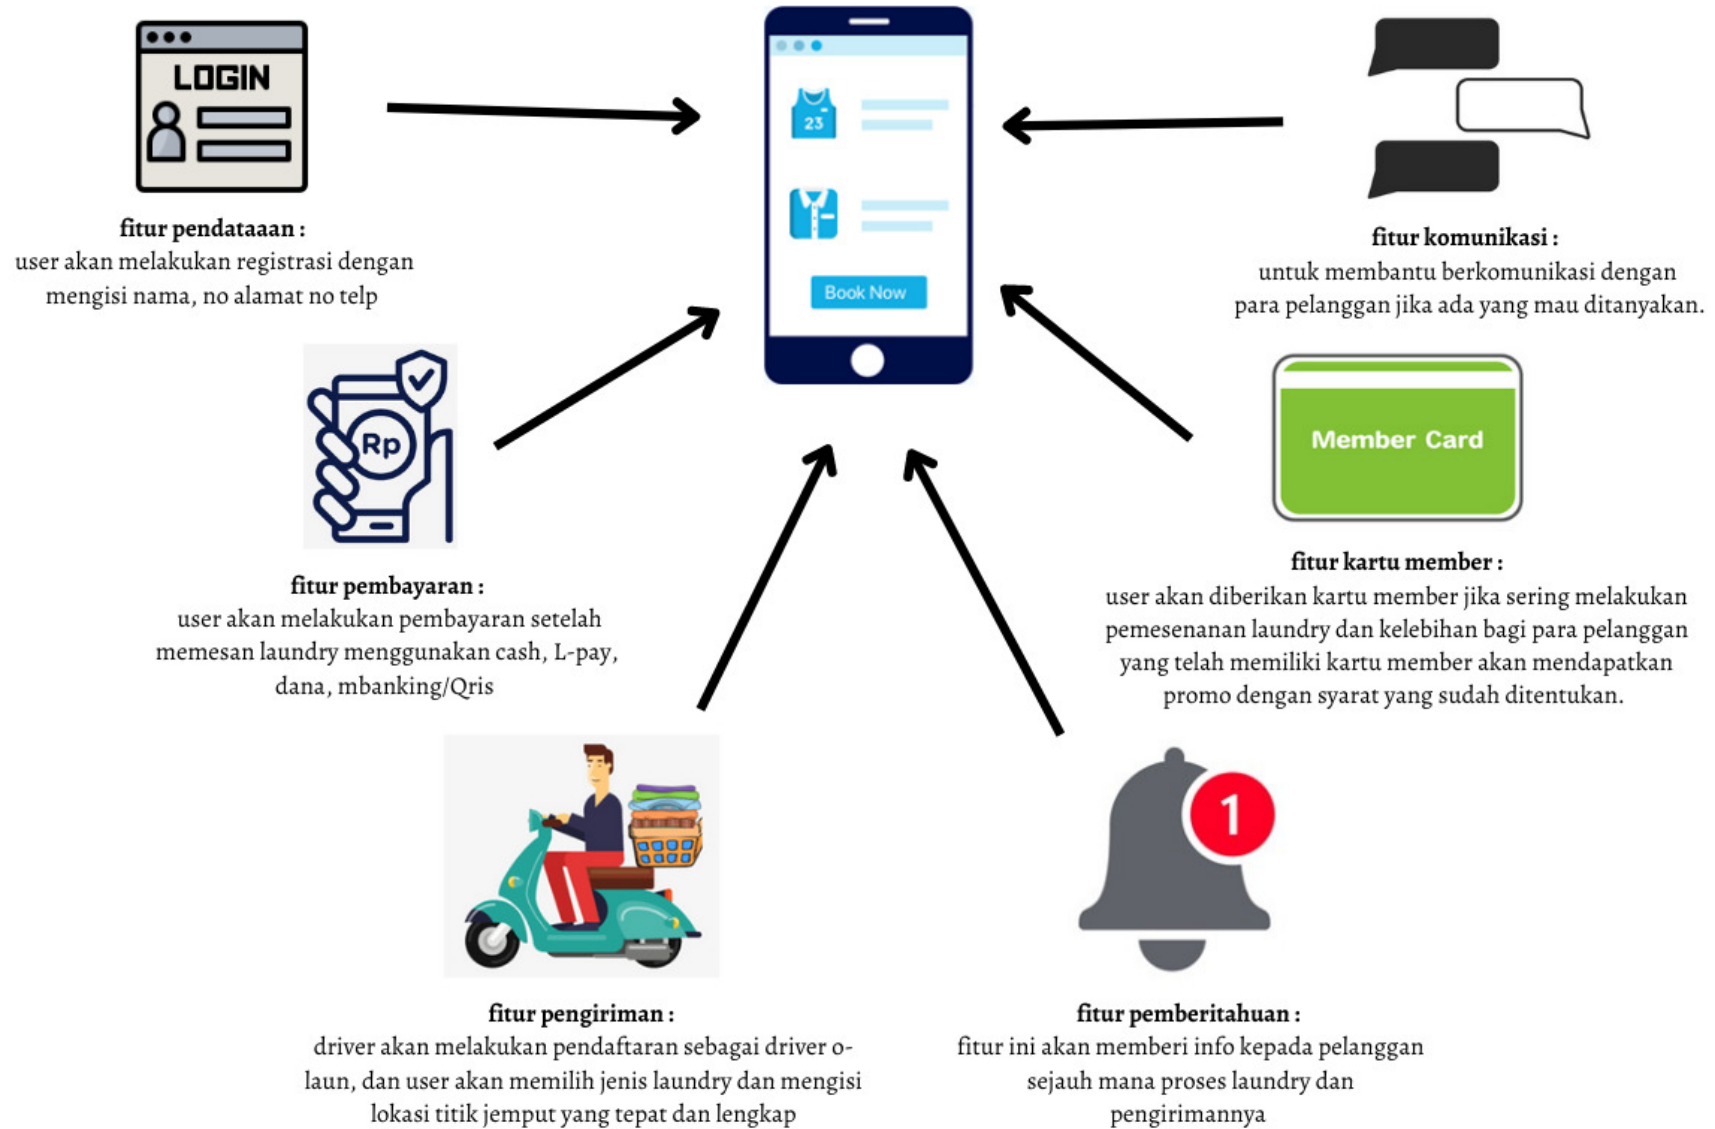 LOGIN
fitur pendataaan :
user akan melakukan registrasi dengan
mengisi nama, no alamat no telp
23
Book Now
fitur komunikasi :
untuk membantu berkomunikasi dengan
para pelanggan jika ada yang mau ditanyakan.
Rp
fitur pembayaran :
user akan melakukan pembayaran setelah
memesan laundry menggunakan cash, L-pay,
dana, mbanking/Qris
Member Card
fitur kartu member :
user akan diberikan kartu member jika sering melakukan
pemesenanan laundry dan kelebihan bagi para pelanggan
yang telah memiliki kartu member akan mendapatkan
promo dengan syarat yang sudah ditentukan.
fitur pengiriman :
driver akan melakukan pendaftaran sebagai driver o-
laun, dan user akan memilih jenis laundry dan mengisi
lokasi titik jemput yang tepat dan lengkap
1
fitur pemberitahuan :
fitur ini akan memberi info kepada pelanggan
sejauh mana proses laundry dan
pengirimannya